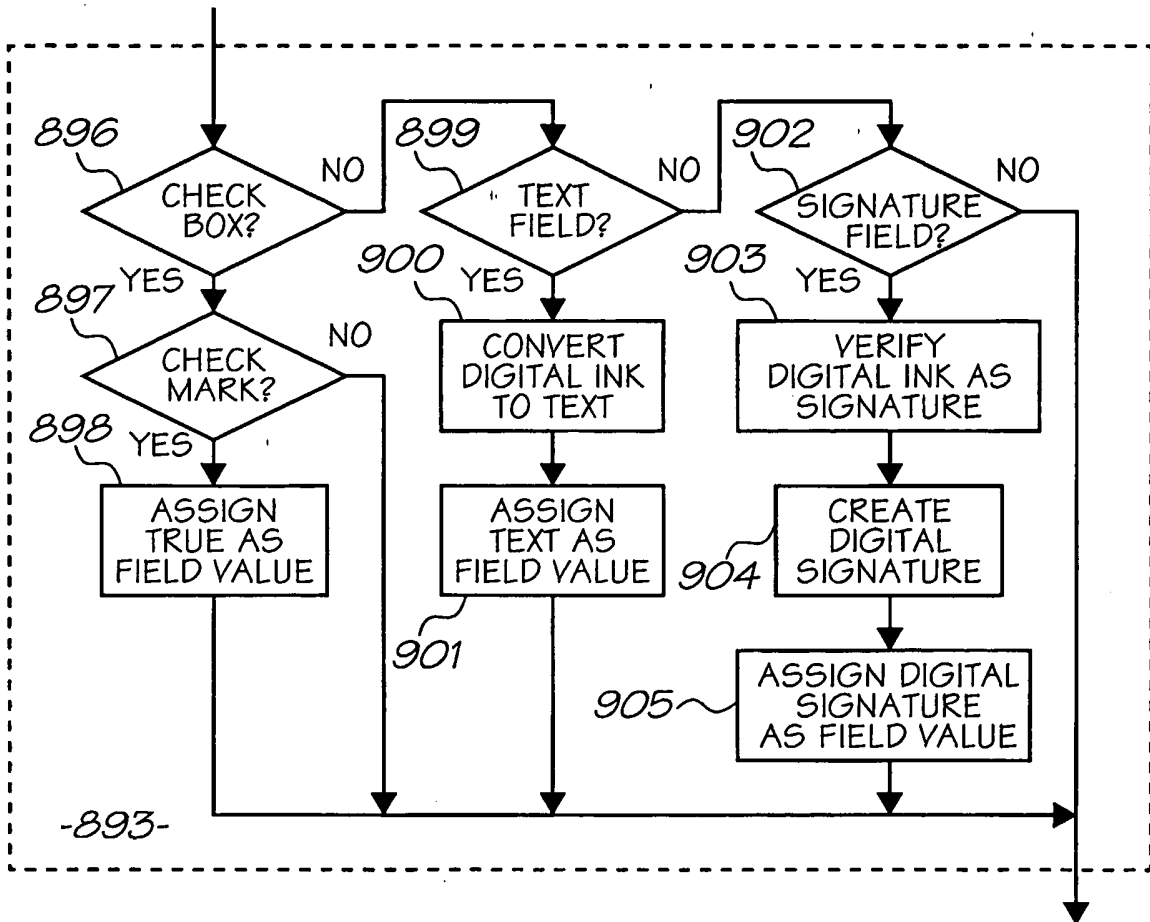 896
CHECK
BOX?
NO
YES
897
CHECK
MARK?
NO
YES
898
ASSIGN
TRUE AS
FIELD VALUE
899
TEXT
FIELD?
NO
YES
900
CONVERT
DIGITAL INK
TO TEXT
ASSIGN
TEXT AS
FIELD VALUE
901
902
SIGNATURE
FIELD?
NO
YES
903
VERIFY
DIGITAL INK AS
SIGNATURE
CREATE
DIGITAL
SIGNATURE
904
ASSIGN DIGITAL
SIGNATURE
AS FIELD VALUE
905
-893-